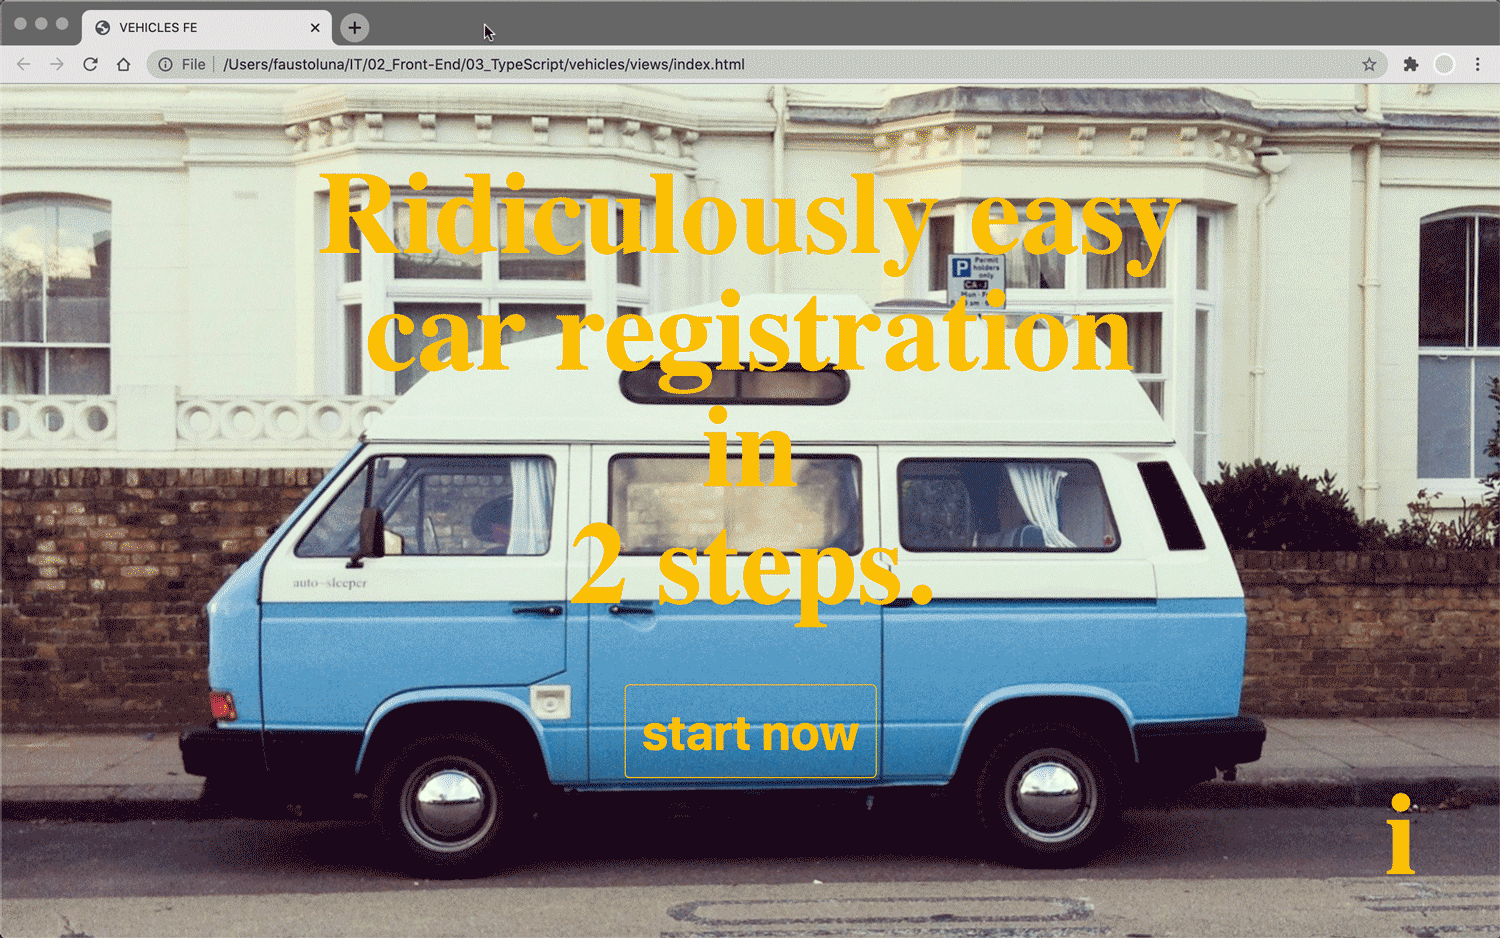 VEHICLES FE
File
/Users/faustoluna/IT/02_Front-End/03_TypeScript/vehicles/views/index.html
Ridiculously easy
Permit
holders
only
P
CA-J
car registration
in
2 steps.
auto-sleeper
start now
i